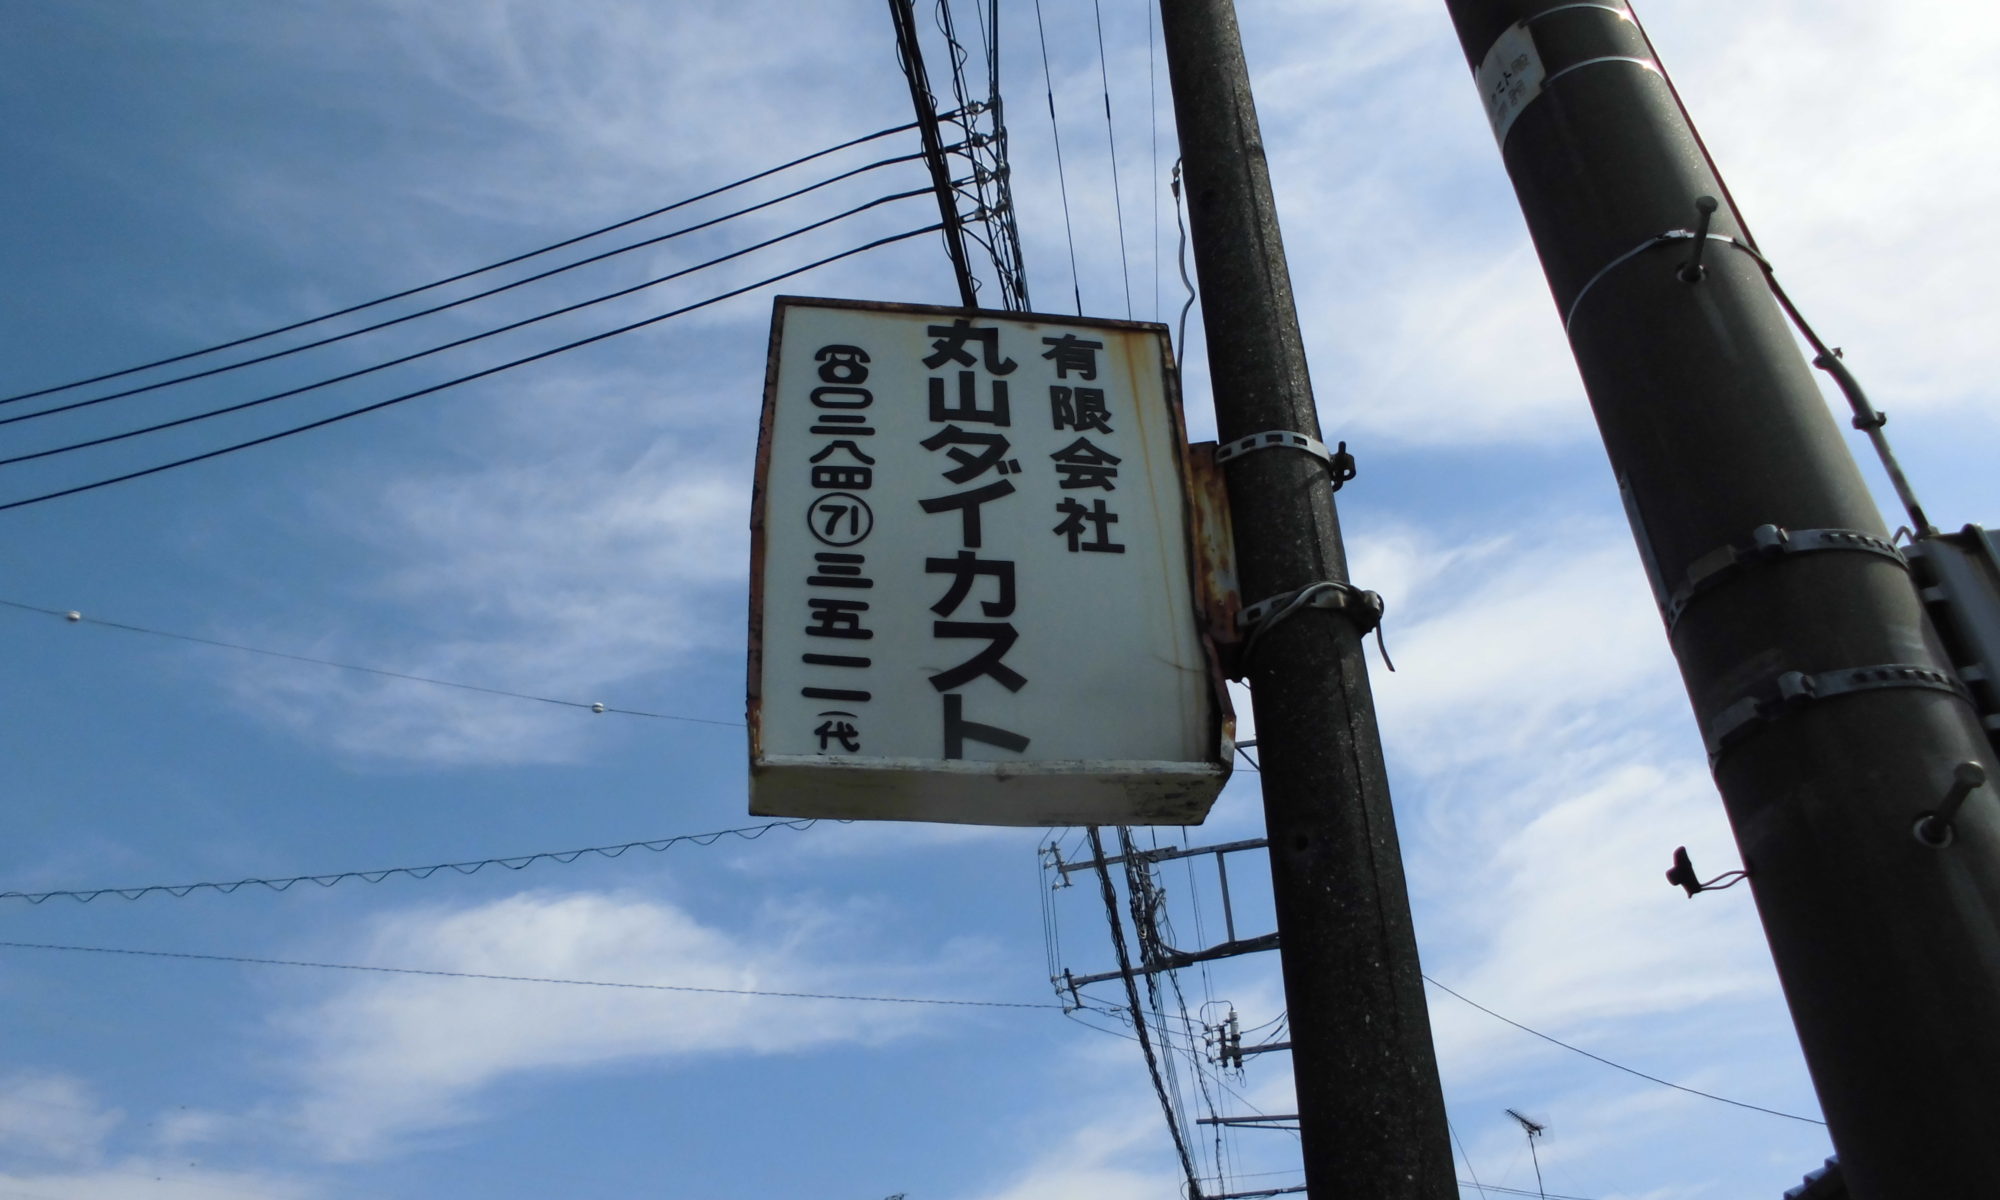 有限会社
丸山ダイカスト
☎〇二八四(71)三五一一(代)